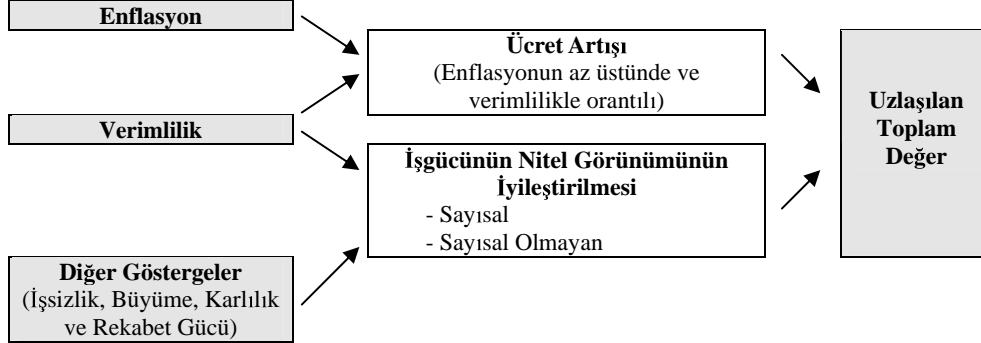 Enflasyon
Verimlilik
Diğer Göstergeler
(İşsizlik, Büyüme, Karlılık
ve Rekabet Gücü)
Ücret Artışı
(Enflasyonun az üstünde ve
verimlilikle orantılı)
İşgücünün Nitel Görünümünün
İyileştirilmesi
- Sayısal
- Sayısal Olmayan
Uzlaşılan
Toplam
Değer